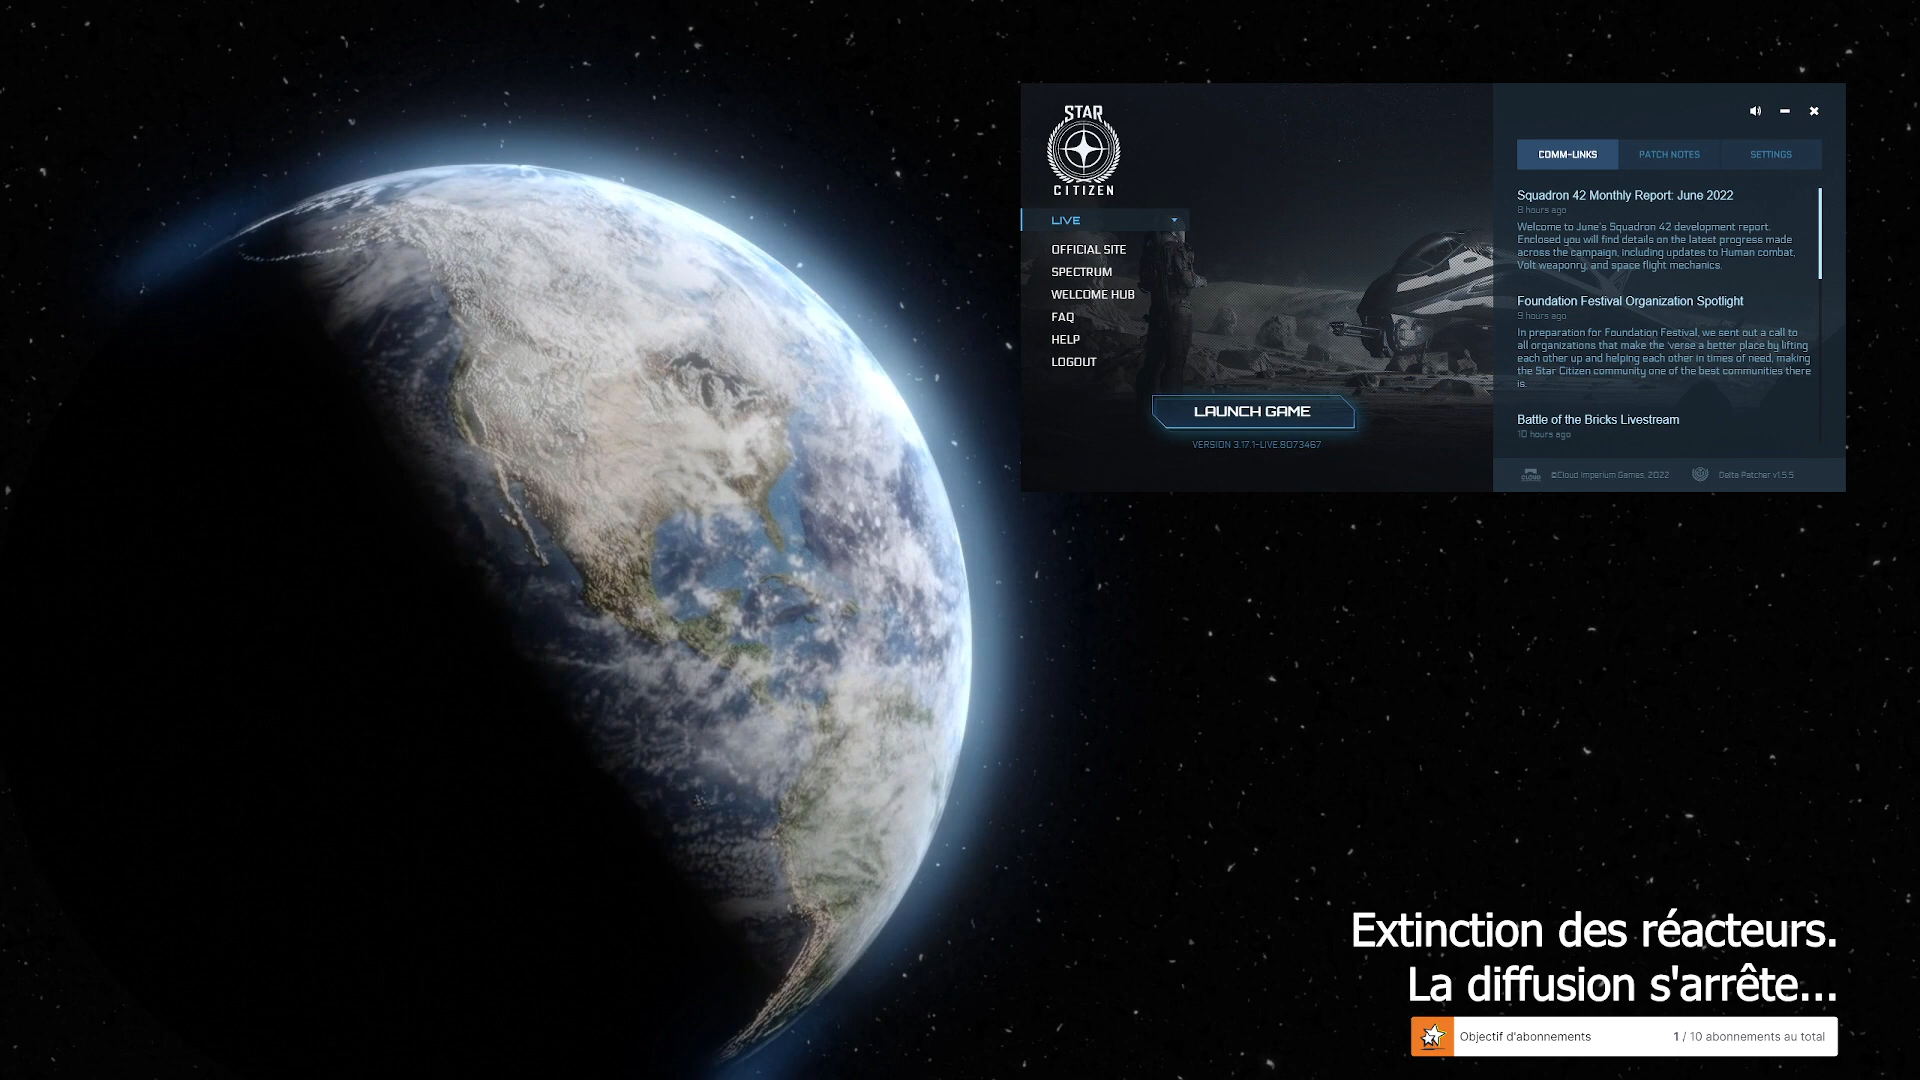 STAR
CITIZEN
LIVE
OFFICIAL SITE
SPECTRUM
WELCOME HUB
FAQ
HELP
LOGOUT
LAUNCH GAME
VERSION 3.17.1-LIVE.8073467
COMM-LINKS
PATCH NOTES
SETTINGS
Squadron 42 Monthly Report: June 2022
8 hours ago
Welcome to June's Squadron 42 development report.
Enclosed you will find details on the latest progress made
across the campaign, including updates to Human combat,
Volt weaponry, and space flight mechanics.
Foundation Festival Organization Spotlight
9 hours ago
In preparation for Foundation Festival, we sent out a call to
all organizations that make the 'verse a better place by lifting
each other up and helping each other in times of need, making
the Star Citizen community one of the best communities there
is.
Battle of the Bricks Livestream
10 hours ago
CLOUD
©Cloud Imperium Games, 2022
Delta Patcher v1.5.5
Extinction des réacteurs.
La diffusion s'arrête...
Objectif d'abonnements
1 / 10 abonnements au total